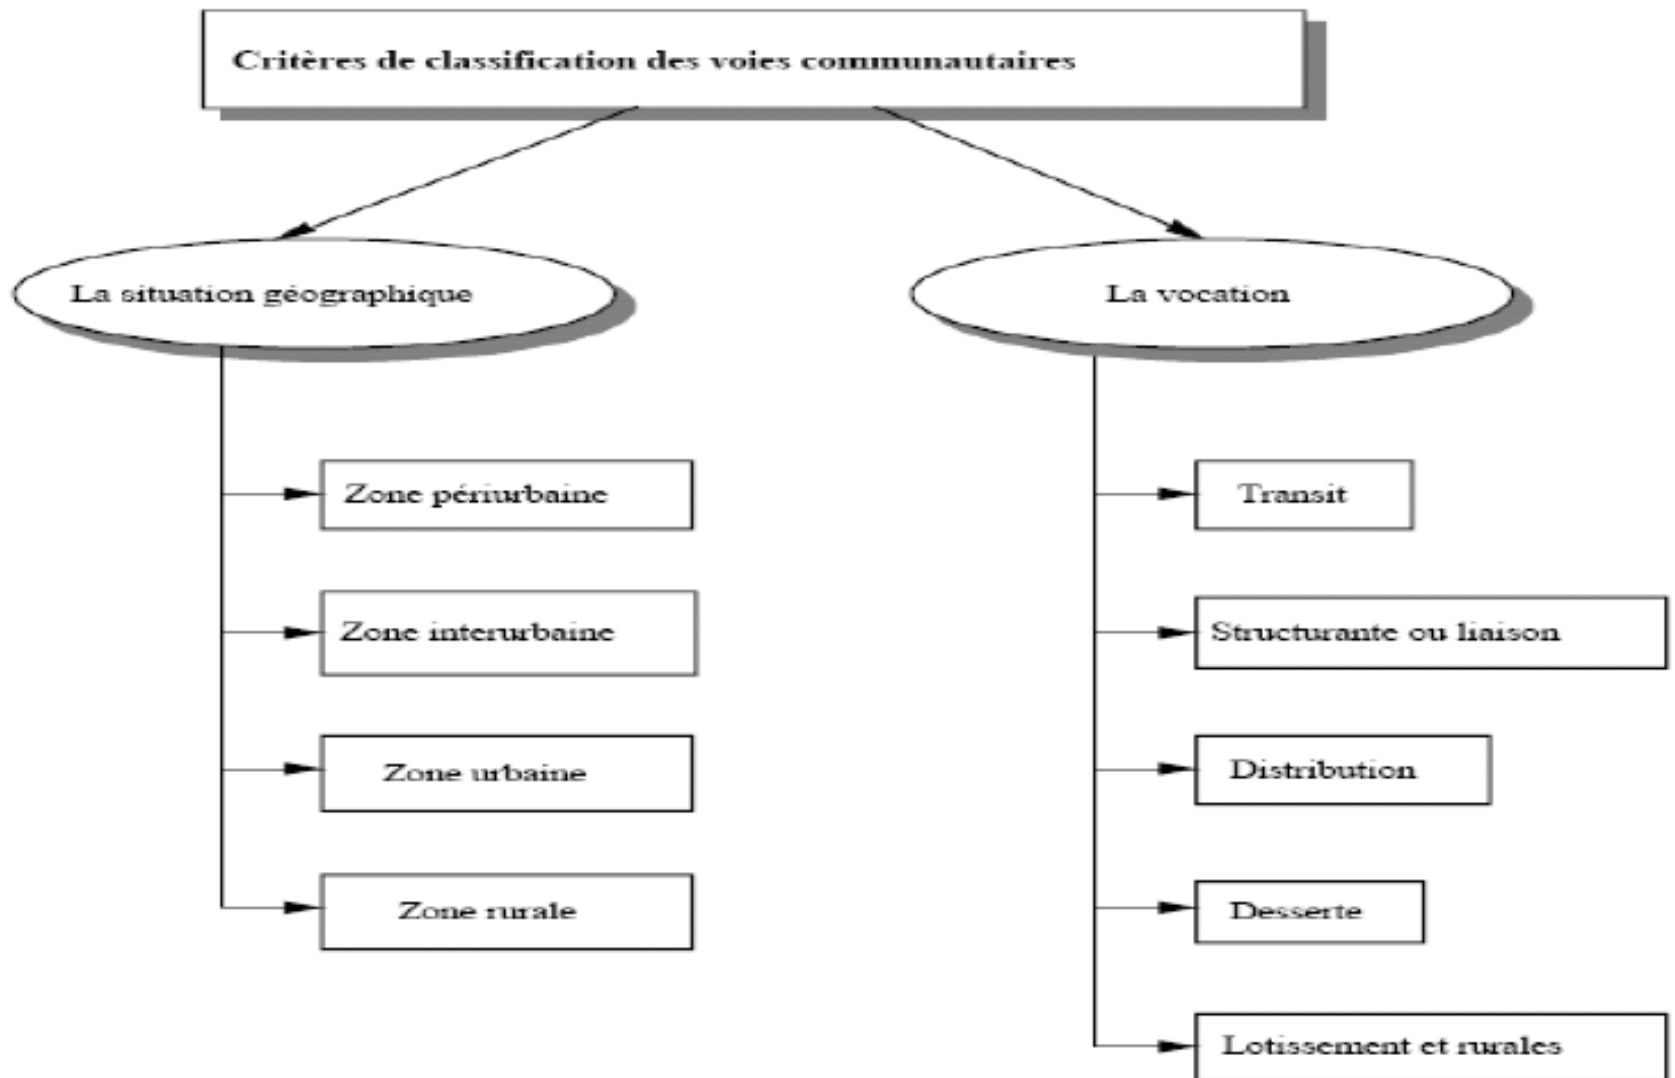 Critères de classification des voies communautaires
La situation géographique
La vocation
Zone périurbaine
Zone interurbaine
Zone urbaine
Zone rurale
Transit
Structurante ou liaison
Distribution
Desserte
Lotissement et rurales